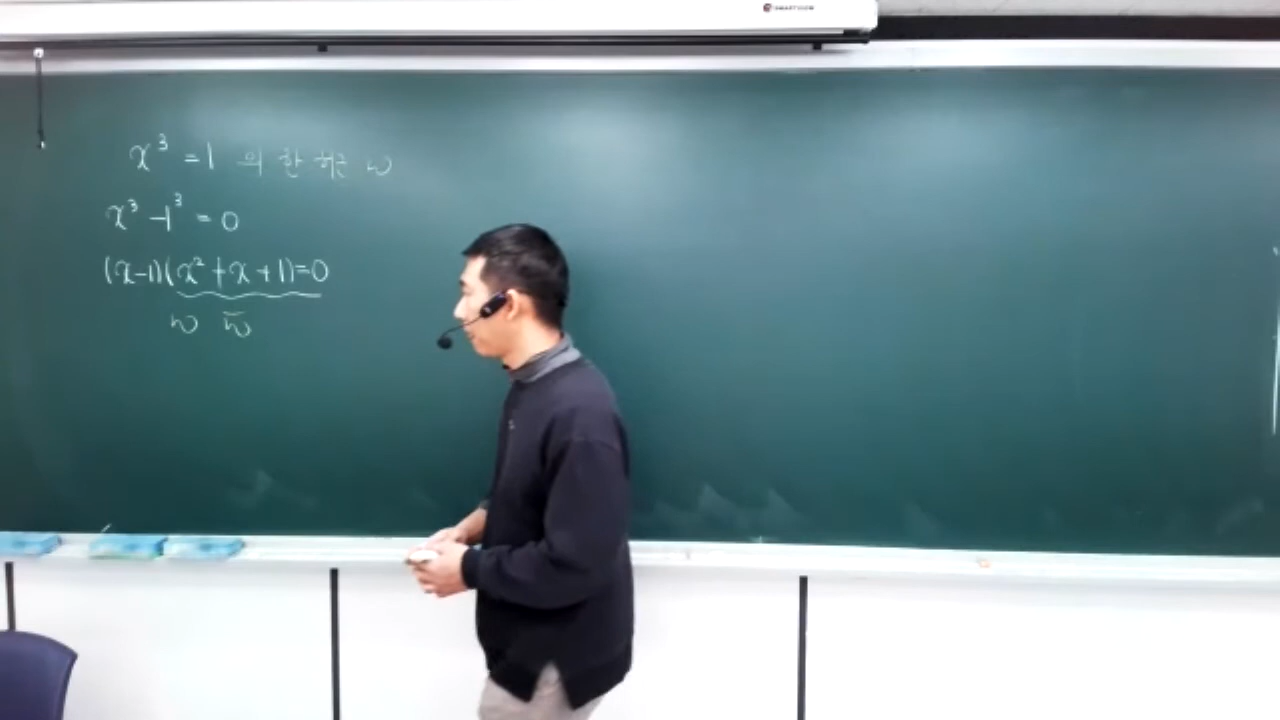 x³ = 1 의 한 허근 ω
x³ - 1³ = 0
(x-1)(x² + x + 1) = 0
ω ω̄